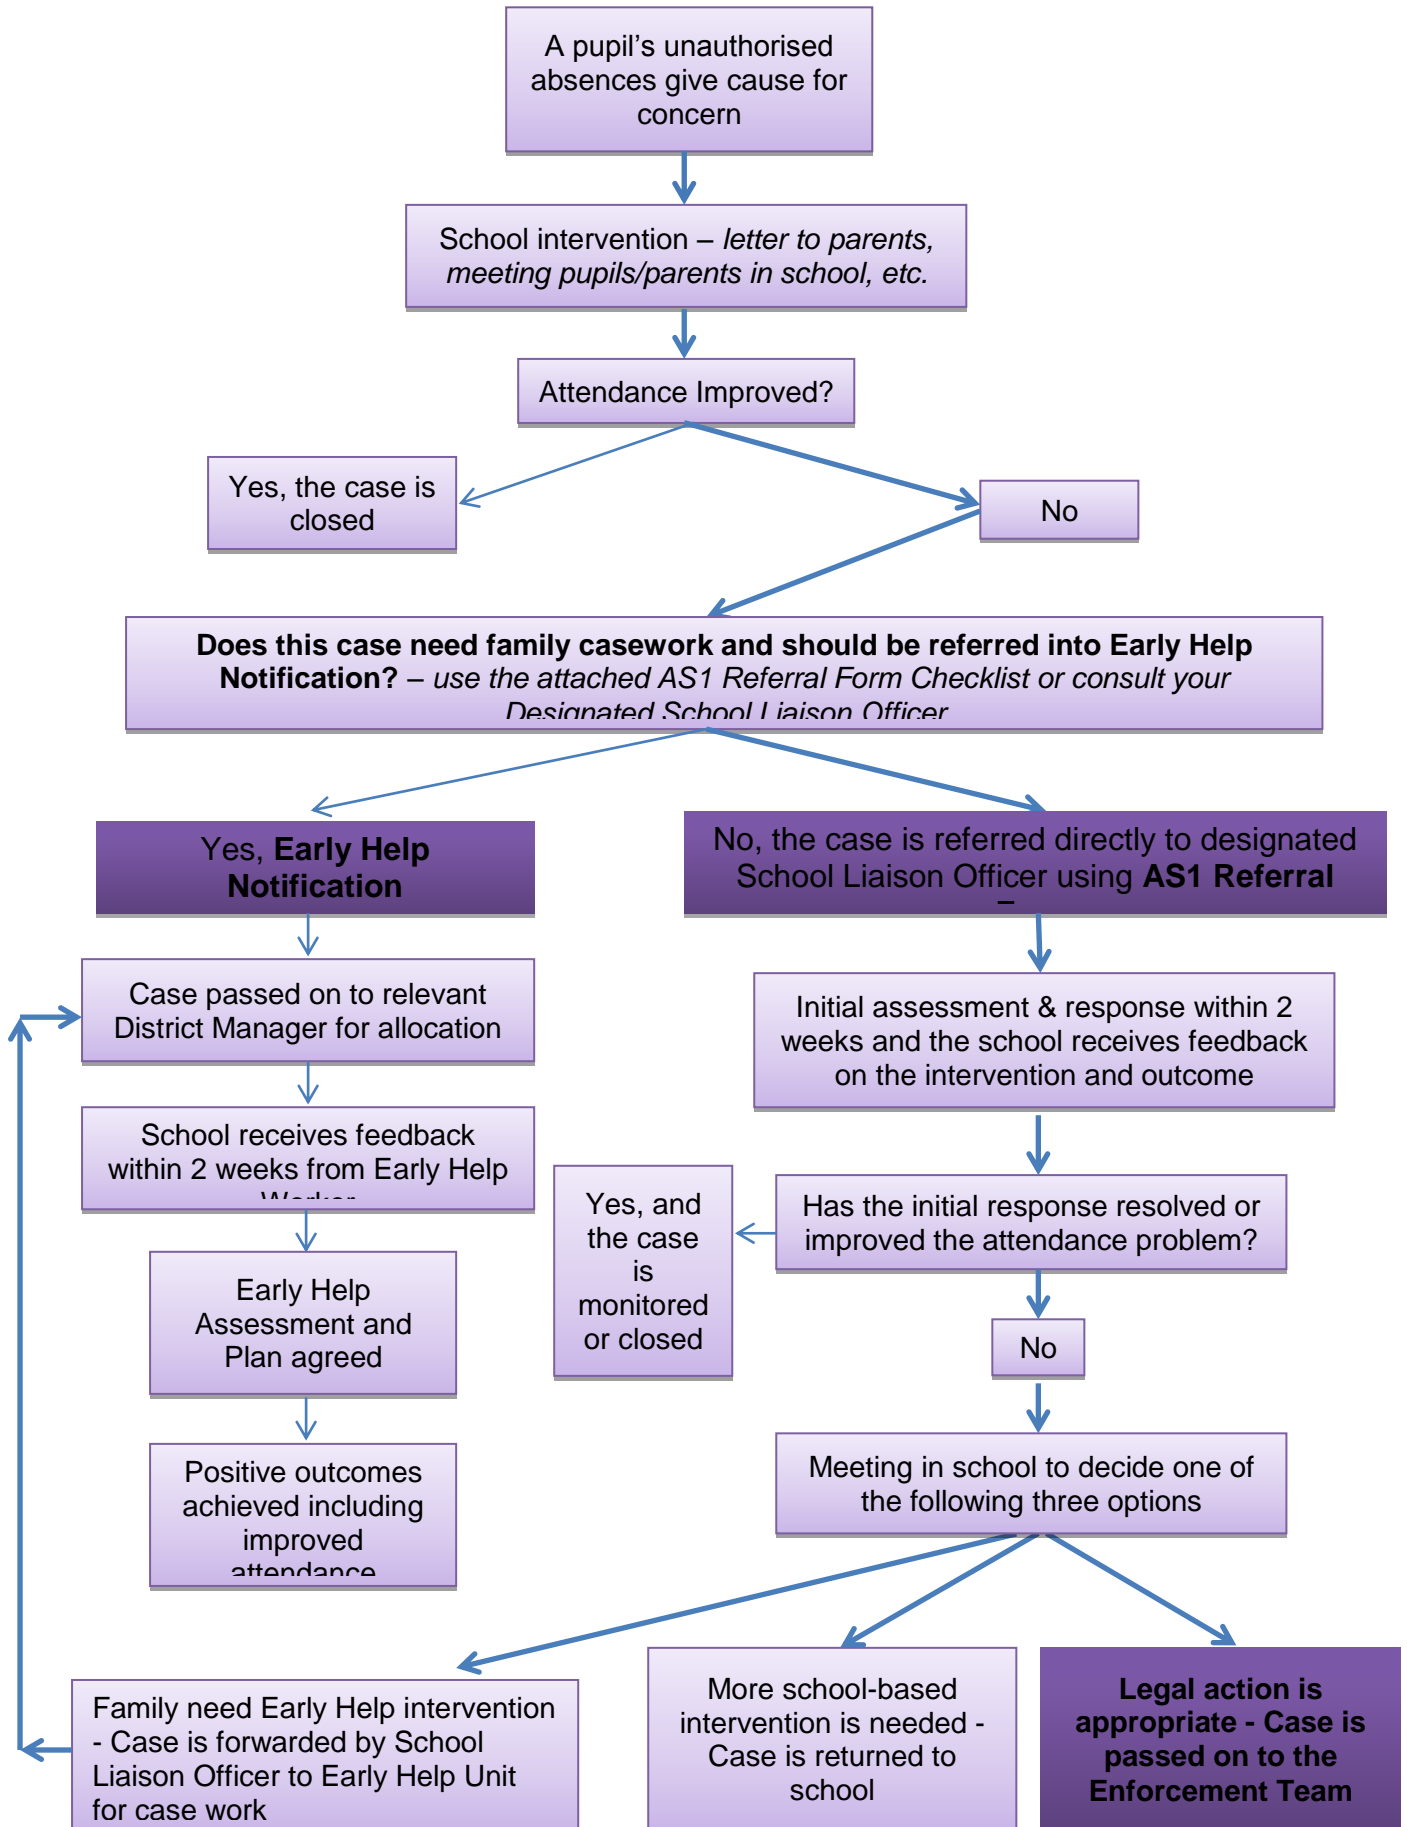 A pupil’s unauthorised
absences give cause for
concern
School intervention – letter to parents,
meeting pupils/parents in school, etc.
Attendance Improved?
Yes, the case is
closed
No
Does this case need family casework and should be referred into Early Help
Notification? – use the attached AS1 Referral Form Checklist or consult your
Designated School Liaison Officer
Yes, Early Help
Notification
No, the case is referred directly to designated
School Liaison Officer using AS1 Referral
Case passed on to relevant
District Manager for allocation
Initial assessment & response within 2
weeks and the school receives feedback
on the intervention and outcome
School receives feedback
within 2 weeks from Early Help
Worker
Yes, and
the case
is
monitored
or closed
Has the initial response resolved or
improved the attendance problem?
Early Help
Assessment and
Plan agreed
No
Positive outcomes
achieved including
improved
attendance
Meeting in school to decide one of
the following three options
Family need Early Help intervention
- Case is forwarded by School
Liaison Officer to Early Help Unit
for case work
More school-based
intervention is needed -
Case is returned to
school
Legal action is
appropriate - Case is
passed on to the
Enforcement Team